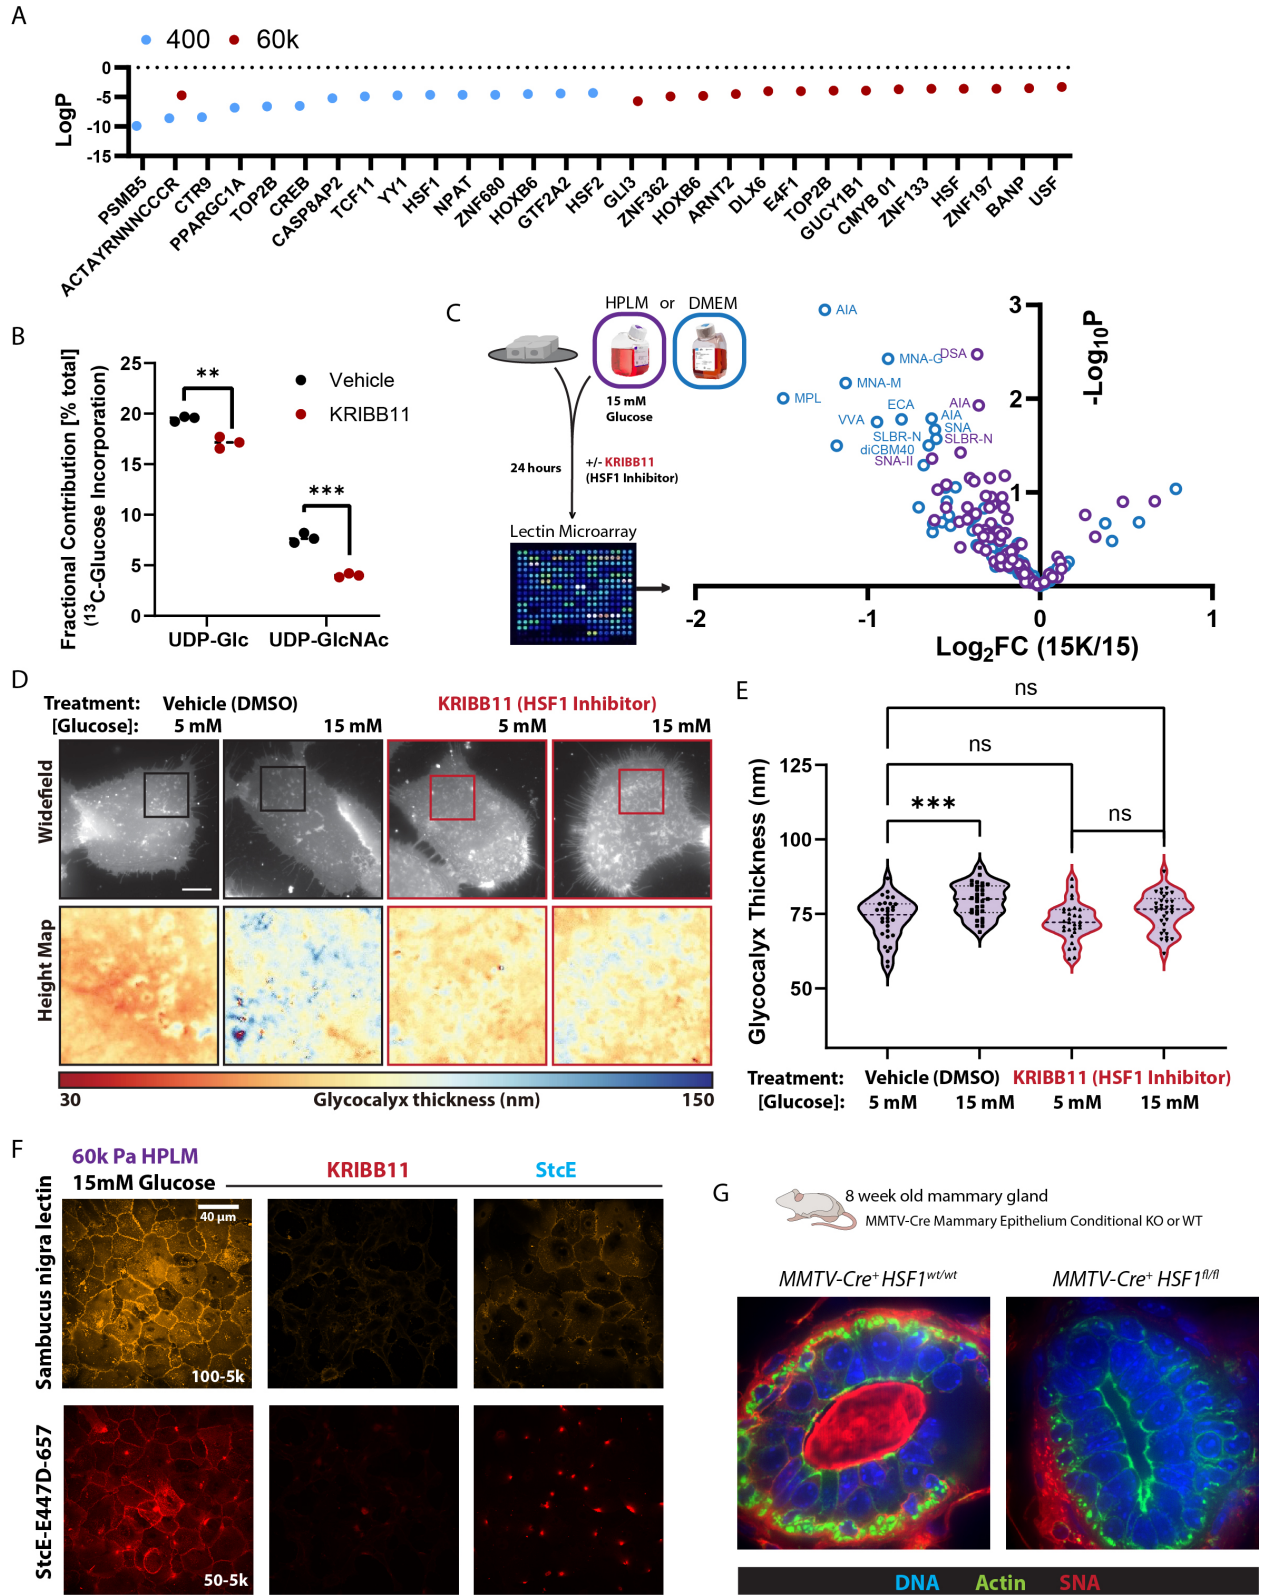 A
400 60k
LogP
0
-5
-10
-15
PSMB5
ACTAYRNNNCCCR
CTR9
PPARGC1A
TOP2B
CREB
CASP8AP2
TCF11
YY1
HSF1
NPAT
ZNF680
HOXB6
GTF2A2
HSF2
GLI3
ZNF362
HOXB6
ARNT2
DLX6
E4F1
TOP2B
GUCY1B1
CMYB 01
ZNF133
HSF
ZNF197
BANP
USF
B
Fractional Contribution [% total]
(13C-Glucose Incorporation)
25
20
15
10
5
0
**
***
Vehicle
KRIBB11
UDP-Glc
UDP-GlcNAc
C
HPLM or DMEM
15 mM
Glucose
24 hours
+/- KRIBB11
(HSF1 Inhibitor)
Lectin Microarray
3
2
1
-Log10P
AIA
MNA-G
DSA
MNA-M
MPL
AIA
ECA
VVA
AIA
SNA
SLBR-N
SLBR-N
diCBM40
SNA-II
-2
-1
0
1
Log2FC (15K/15)
D
Treatment: Vehicle (DMSO) KRIBB11 (HSF1 Inhibitor)
[Glucose]: 5 mM 15 mM 5 mM 15 mM
Widefield
Height Map
30 Glycocalyx thickness (nm) 150
E
ns
ns
***
ns
Glycocalyx Thickness (nm)
125
100
75
50
Treatment: Vehicle (DMSO) KRIBB11 (HSF1 Inhibitor)
[Glucose]: 5 mM 15 mM 5 mM 15 mM
F
60k Pa HPLM
15mM Glucose
KRIBB11
StcE
Sambucus nigra lectin
40 µm
100-5k
StcE-E447D-657
50-5k
G
8 week old mammary gland
MMTV-Cre Mammary Epithelium Conditional KO or WT
MMTV-Cre+ HSF1wt/wt
MMTV-Cre+ HSF1fl/fl
DNA Actin SNA